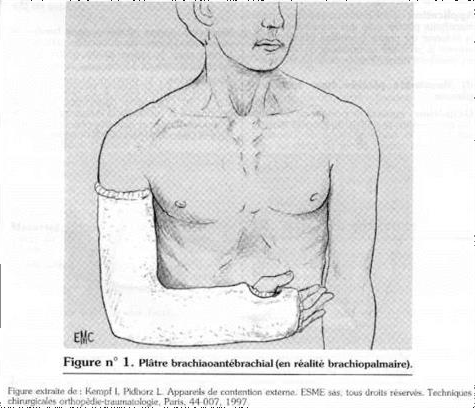 EMC
Figure n° 1. Plâtre brachiaoantébrachial (en réalité brachiopalmaire).
Figure extraite de : Kempf I, Pidhorz L. Appareils de contention externe. ESME sas, tous droits réservés. Techniques
chirurgicales orthopédie-traumatologie, Paris, 44-007, 1997.